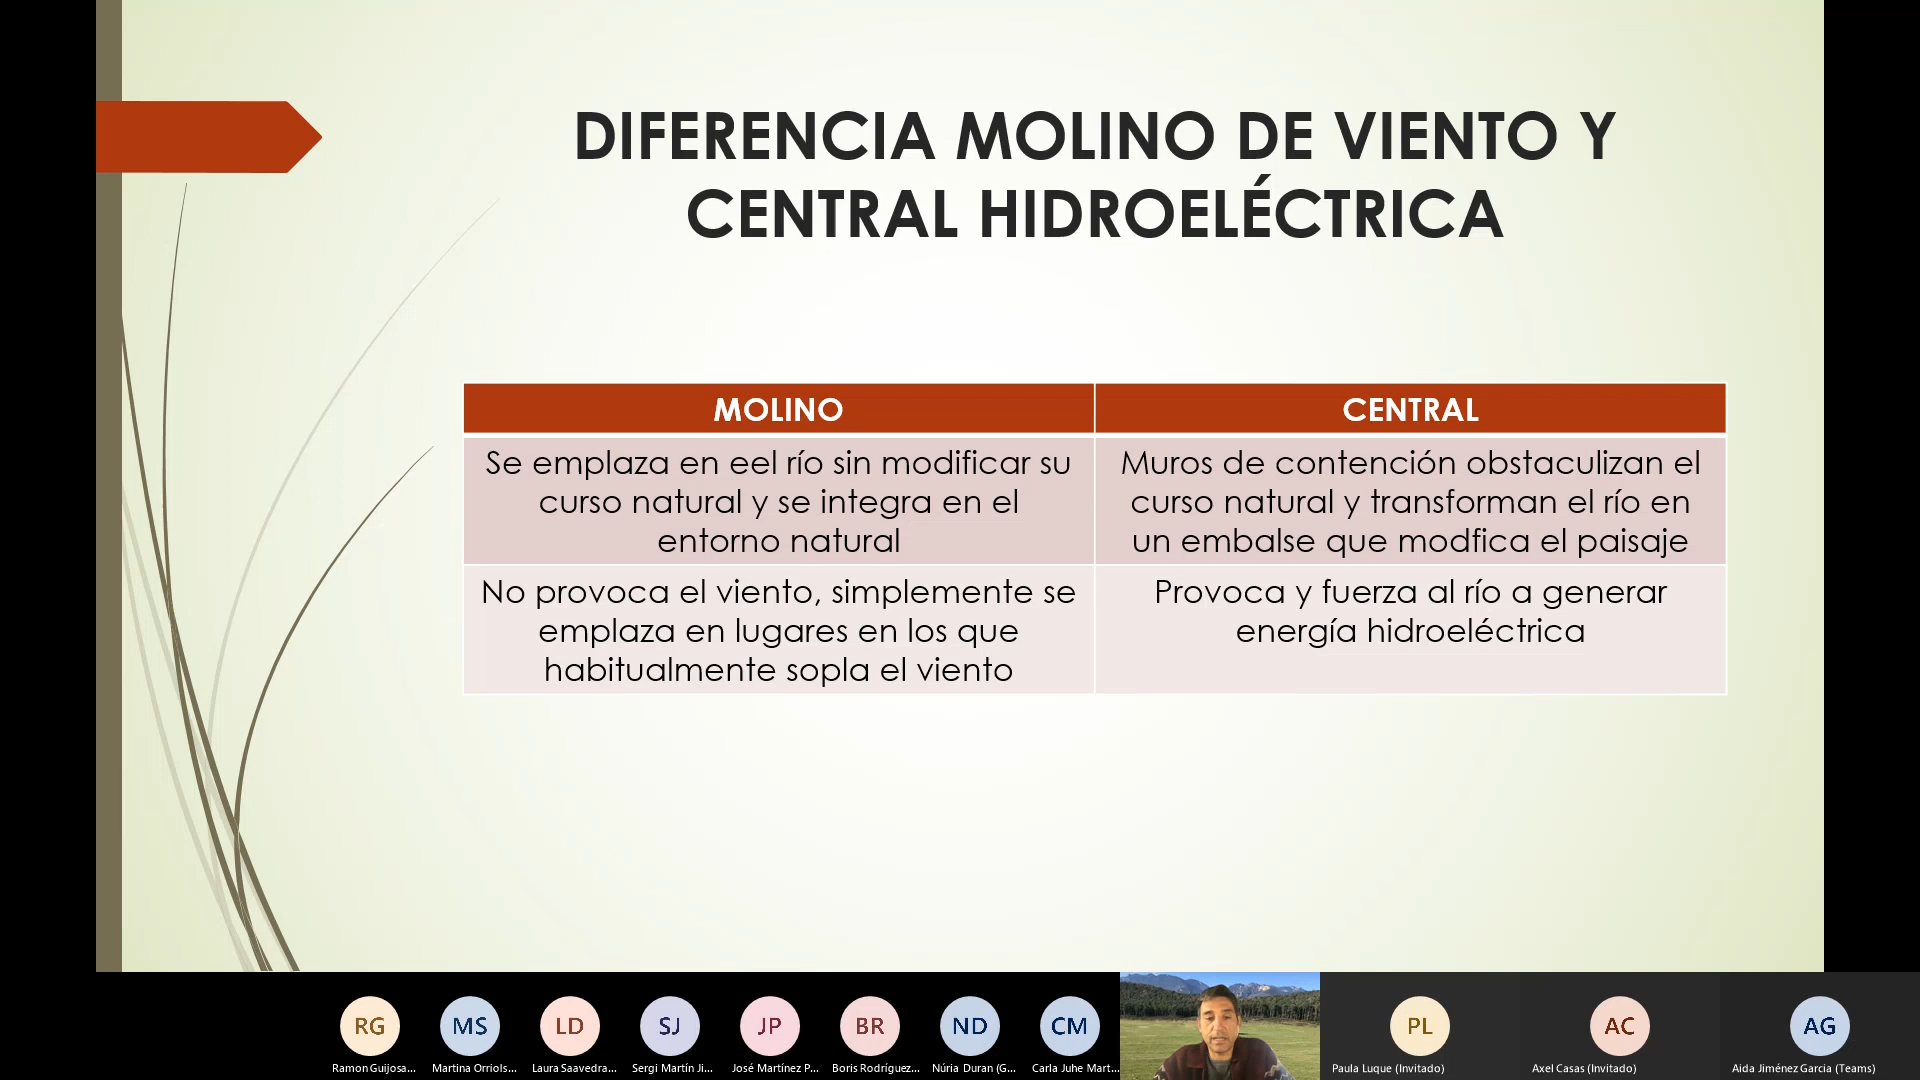 DIFERENCIA MOLINO DE VIENTO Y
CENTRAL HIDROELÉCTRICA
MOLINO
CENTRAL
Se emplaza en eel río sin modificar su
curso natural y se integra en el
entorno natural
Muros de contención obstaculizan el
curso natural y transforman el río en
un embalse que modfica el paisaje
No provoca el viento, simplemente se
emplaza en lugares en los que
habitualmente sopla el viento
Provoca y fuerza al río a generar
energía hidroeléctrica
RG
MS
LD
SJ
JP
BR
ND
CM
PL
AC
AG
Ramon Guijosa...
Martina Orriols...
Laura Saavedra...
Sergi Martín Ji...
José Martínez P...
Boris Rodríguez...
Núria Duran (G...
Carla Juhe Mart...
Paula Luque (Invitado)
Axel Casas (Invitado)
Aida Jiménez Garcia (Teams)